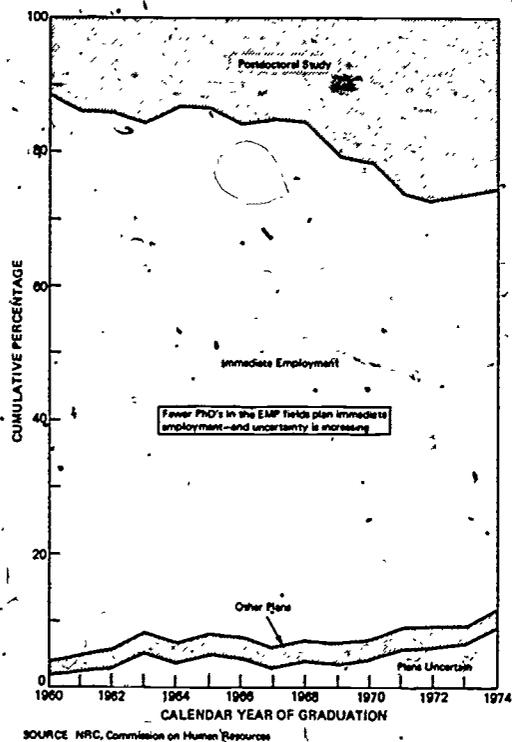 100
Postdoctoral Study
80
60
CUMULATIVE PERCENTAGE
Immediate Employment
Fewer PhD's in the EMP fields plan immediate
employment—and uncertainty is increasing
40
20
Other Plans
Plans Uncertain
0
1960 1962 1964 1966 1968 1970 1972 1974
CALENDAR YEAR OF GRADUATION
SOURCE NRC, Commission on Human Resources